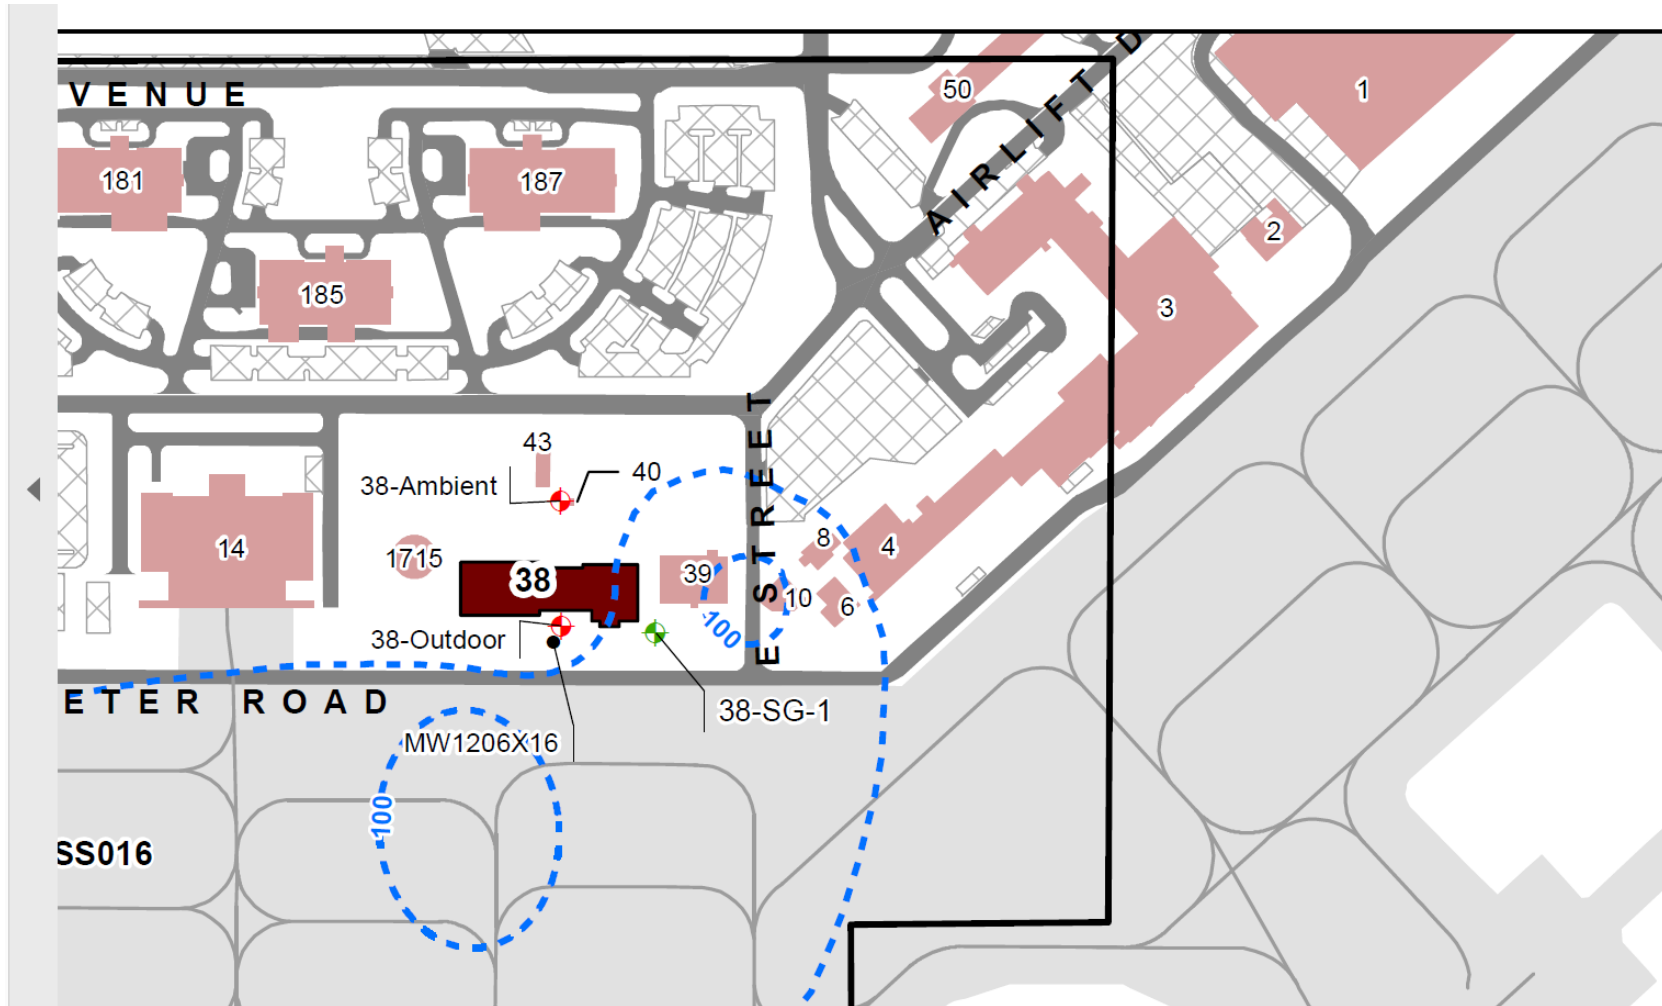 VENUE
AIRLIFT D
50
1
181
187
2
185
3
E STREET
43
38-Ambient
40
8
4
14
1715
38
39
10
6
100
38-Outdoor
ETER ROAD
38-SG-1
MW1206X16
100
SS016